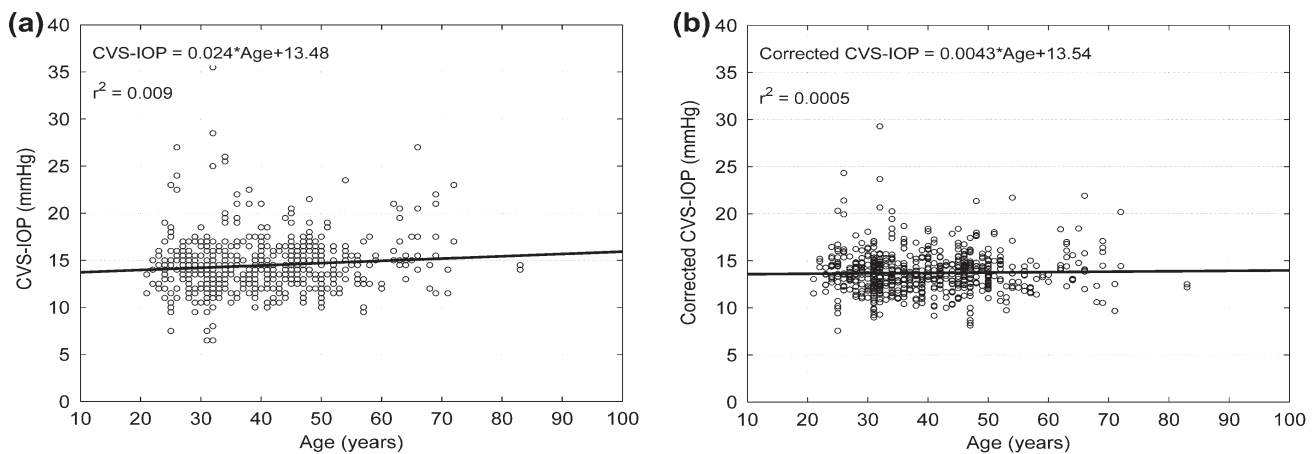 (a)
CVS-IOP = 0.024*Age+13.48
r² = 0.009
CVS-IOP (mmHg)
40
35
30
25
20
15
10
5
0
10 20 30 40 50 60 70 80 90 100
Age (years)
(b)
Corrected CVS-IOP = 0.0043*Age+13.54
r² = 0.0005
Corrected CVS-IOP (mmHg)
40
35
30
25
20
15
10
5
0
10 20 30 40 50 60 70 80 90 100
Age (years)